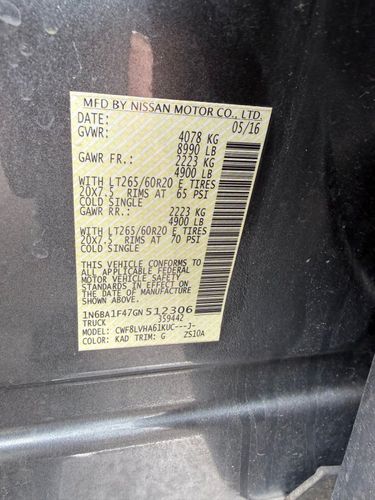 MFD BY NISSAN MOTOR CO., LTD.
DATE: 05/16
GVWR: 4078 KG
8990 LB
GAWR FR.: 2223 KG
4900 LB
WITH LT265/60R20 E TIRES
20X7.5 RIMS AT 65 PSI
COLD SINGLE
GAWR RR.: 2223 KG
4900 LB
WITH LT265/60R20 E TIRES
20X7.5 RIMS AT 70 PSI
COLD SINGLE
THIS VEHICLE CONFORMS TO
ALL APPLICABLE FEDERAL
MOTOR VEHICLE SAFETY
STANDARDS IN EFFECT ON
THE DATE OF MANUFACTURE
SHOWN ABOVE.
1N6BA1F47GN512306
TRUCK 359442
MODEL: CWF8LVHA61KUC---J-
COLOR: KAD TRIM: G ZS10A